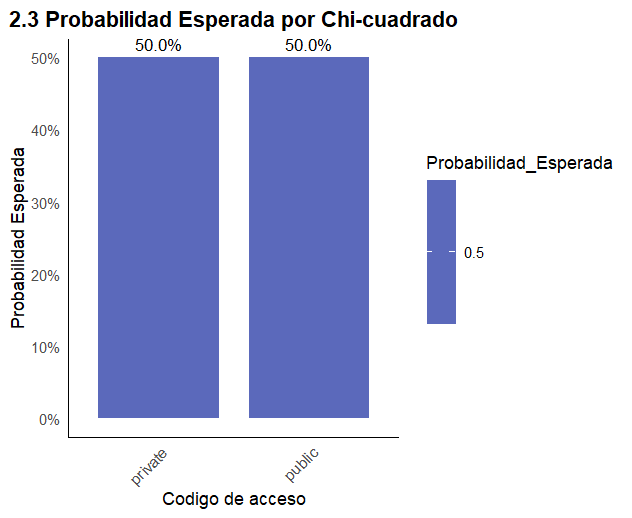 2.3 Probabilidad Esperada por Chi-cuadrado
50.0% 50.0%
50%
40%
30%
20%
10%
0%
Probabilidad Esperada
private public
Codigo de acceso
Probabilidad_Esperada
0.5